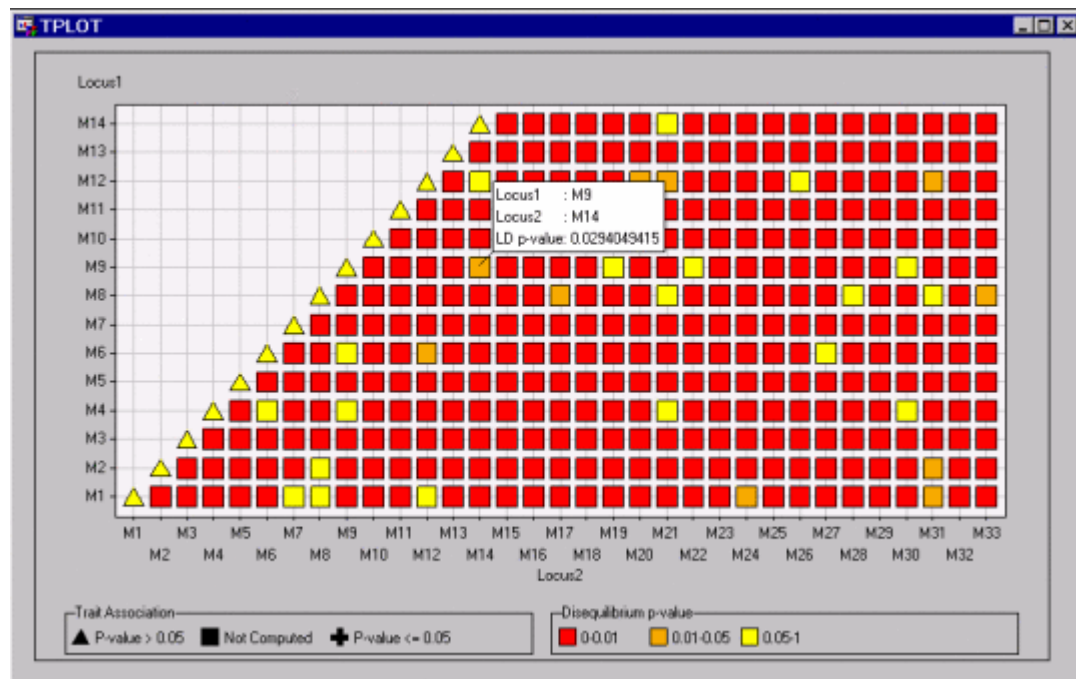 TPLOT
Locus1
M14
M13
M12
Locus1 : M9
M11
Locus2 : M14
M10
LD p-value: 0.0294049415
M9
M8
M7
M6
M5
M4
M3
M2
M1
M1 M3 M5 M7 M9 M11 M13 M15 M17 M19 M21 M23 M25 M27 M29 M31 M33
M2 M4 M6 M8 M10 M12 M14 M16 M18 M20 M22 M24 M26 M28 M30 M32
Locus2
Trait Association
P-value > 0.05 Not Computed P-value <= 0.05
Disequilibrium p-value
0-0.01 0.01-0.05 0.05-1